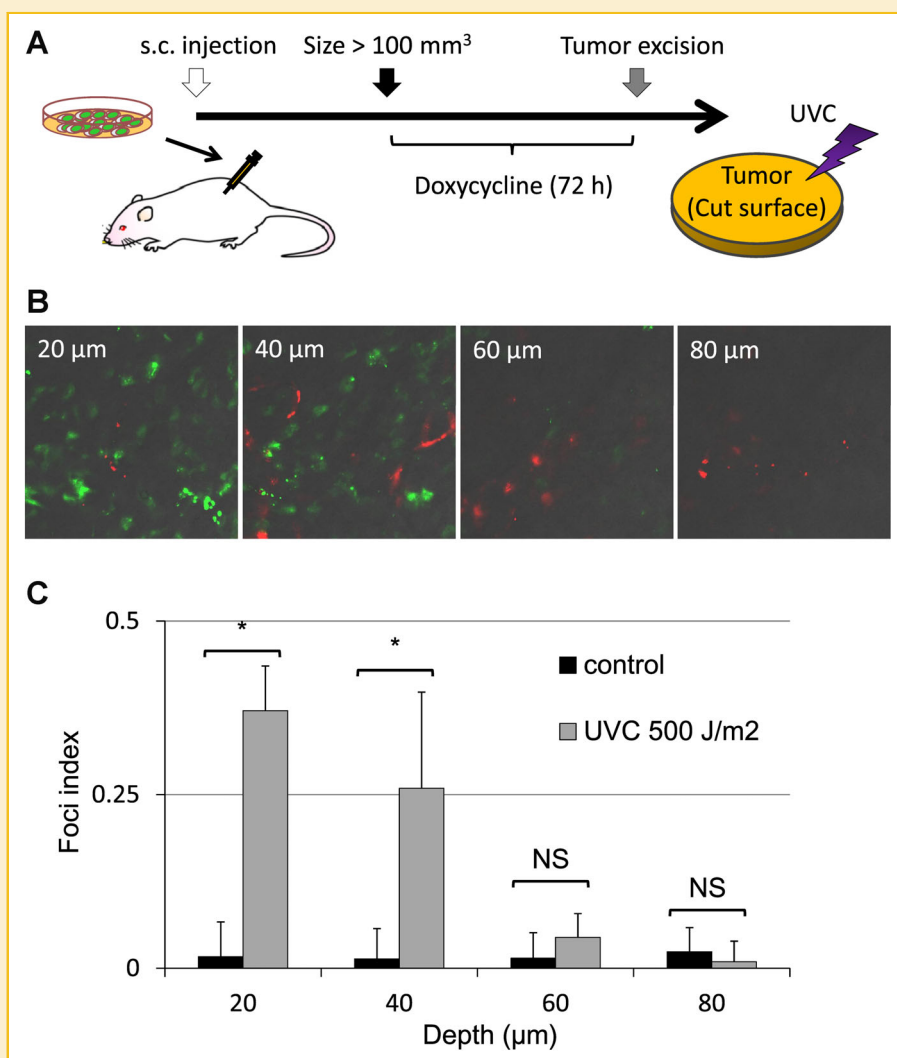 A
s.c. injection
Size > 100 mm³
Tumor excision
UVC
Doxycycline (72 h)
Tumor
(Cut surface)
B
20 μm
40 μm
60 μm
80 μm
C
0.5
*
*
control
UVC 500 J/m2
Foci index
0.25
NS
NS
0
20
40
60
80
Depth (μm)